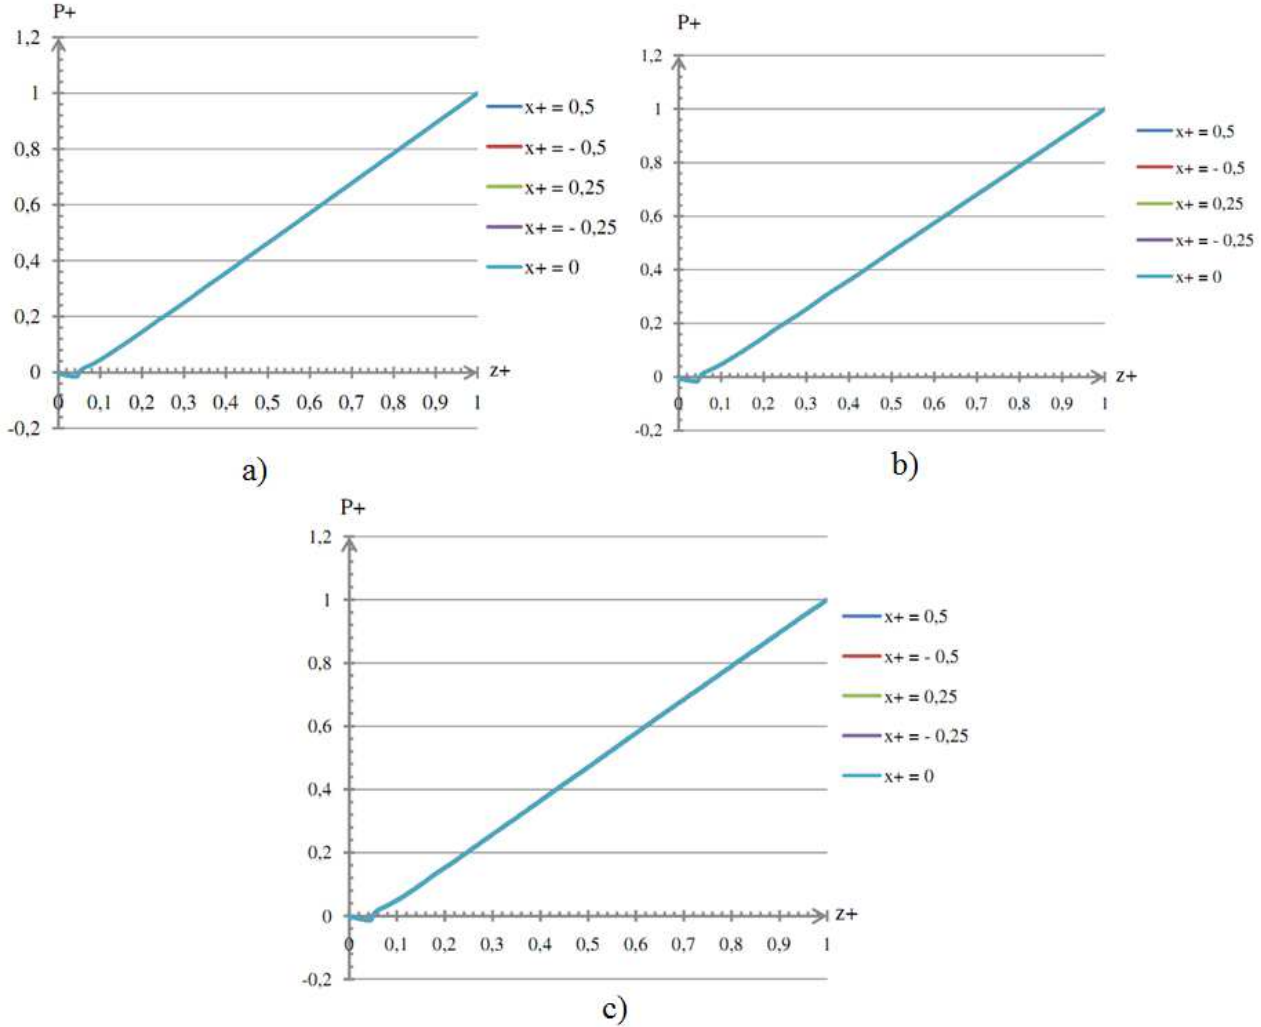 P+
1,2
1
0,8
0,6
0,4
0,2
0
-0,2
0 0,1 0,2 0,3 0,4 0,5 0,6 0,7 0,8 0,9 1
z+
x+ = 0,5
x+ = - 0,5
x+ = 0,25
x+ = - 0,25
x+ = 0
a)
P+
1,2
1
0,8
0,6
0,4
0,2
0
-0,2
0 0,1 0,2 0,3 0,4 0,5 0,6 0,7 0,8 0,9 1
z+
x+ = 0,5
x+ = - 0,5
x+ = 0,25
x+ = - 0,25
x+ = 0
b)
P+
1,2
1
0,8
0,6
0,4
0,2
0
-0,2
0 0,1 0,2 0,3 0,4 0,5 0,6 0,7 0,8 0,9 1
z+
x+ = 0,5
x+ = - 0,5
x+ = 0,25
x+ = - 0,25
x+ = 0
c)